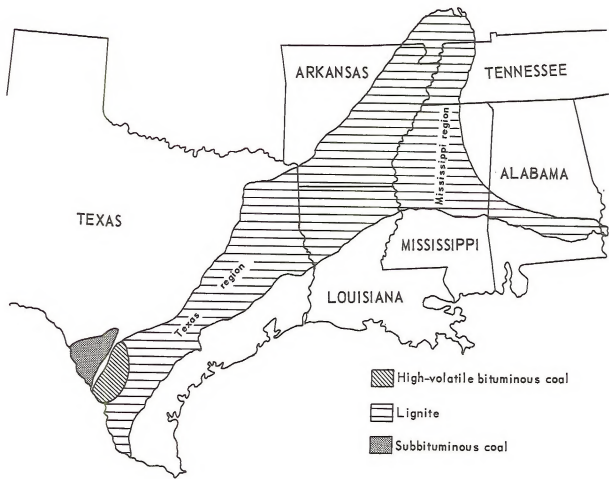 ARKANSAS
TENNESSEE
Mississippi region
ALABAMA
TEXAS
MISSISSIPPI
Texas region
LOUISIANA
High-volatile bituminous coal
Lignite
Subbituminous coal